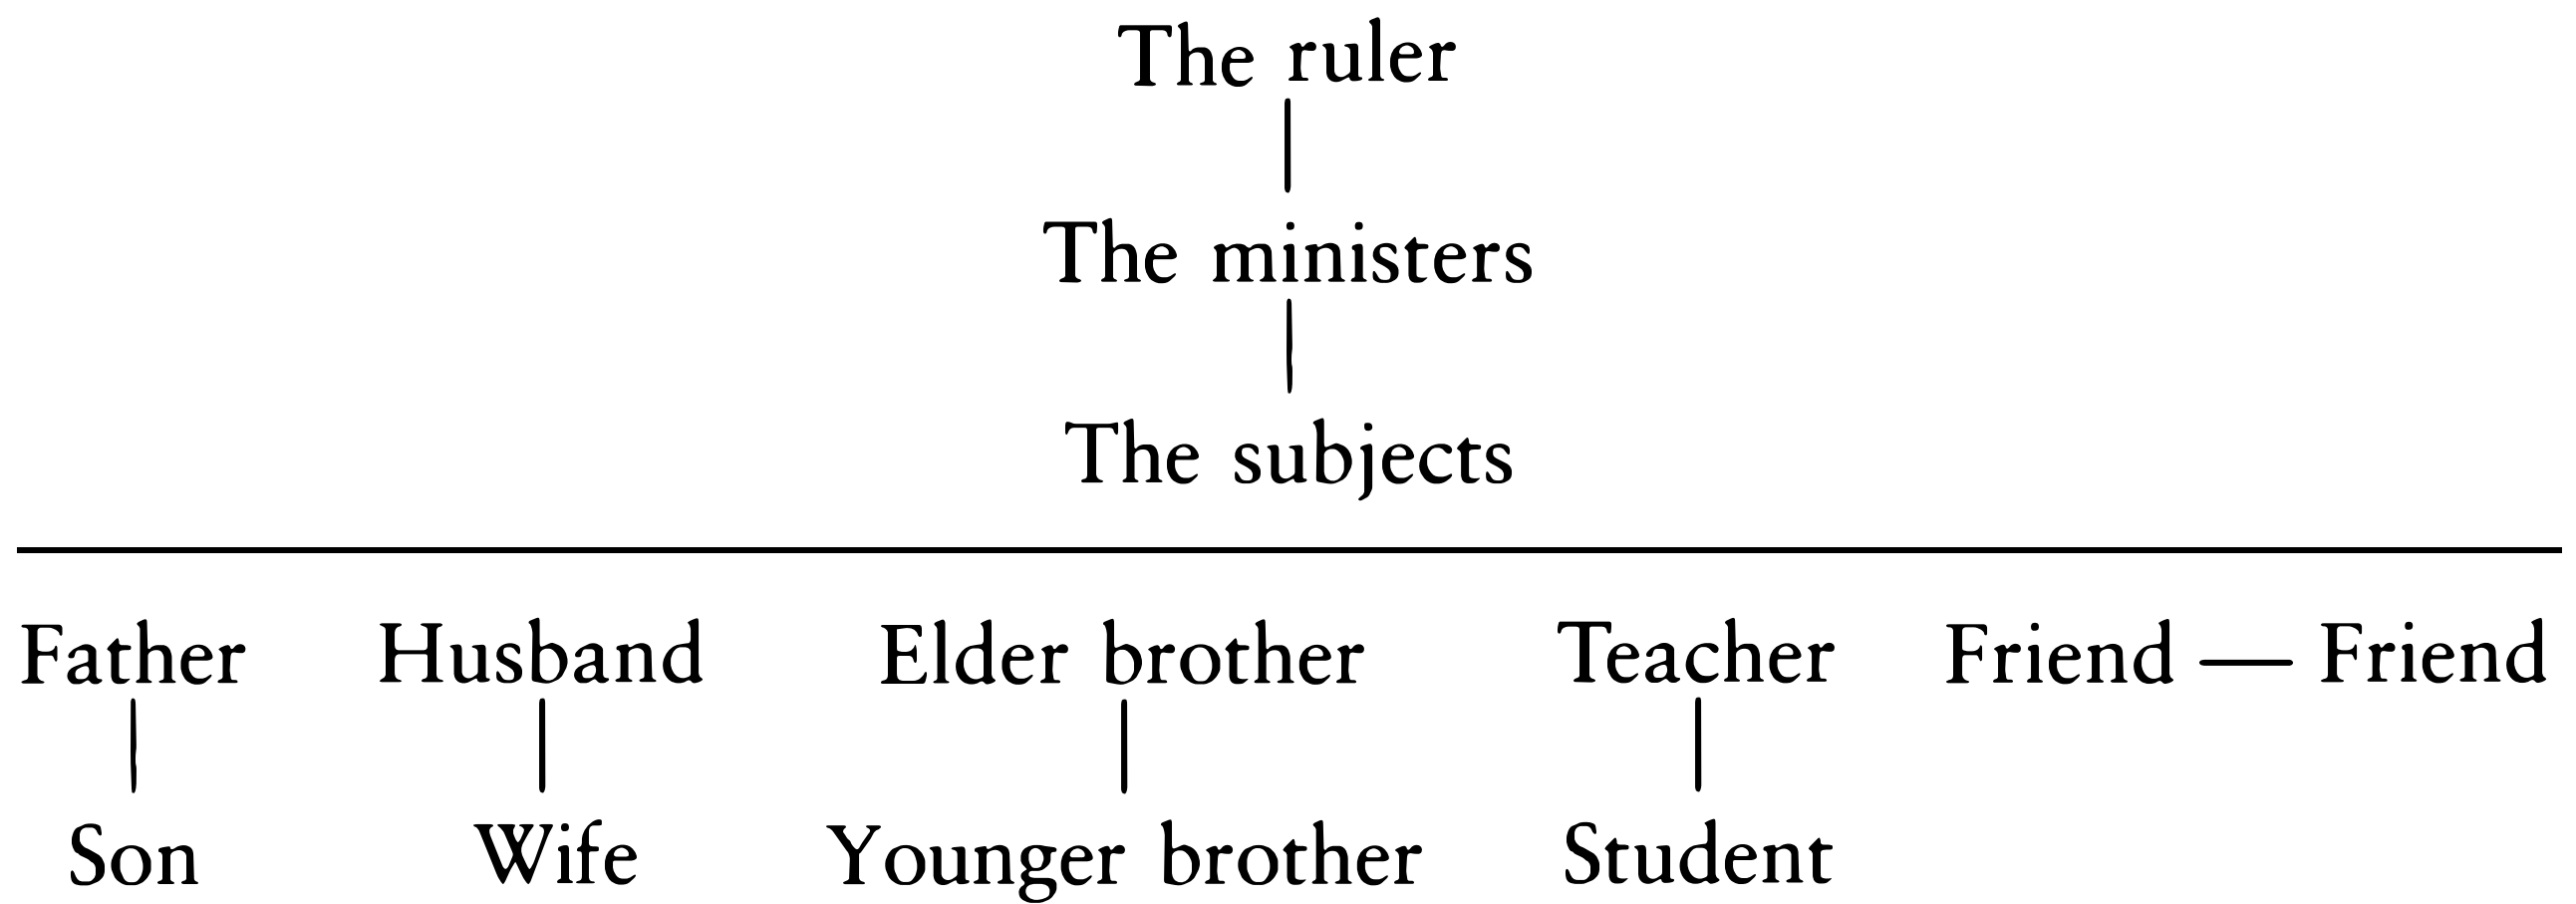 The ruler
The ministers
The subjects
Father Husband Elder brother Teacher Friend — Friend
Son Wife Younger brother Student